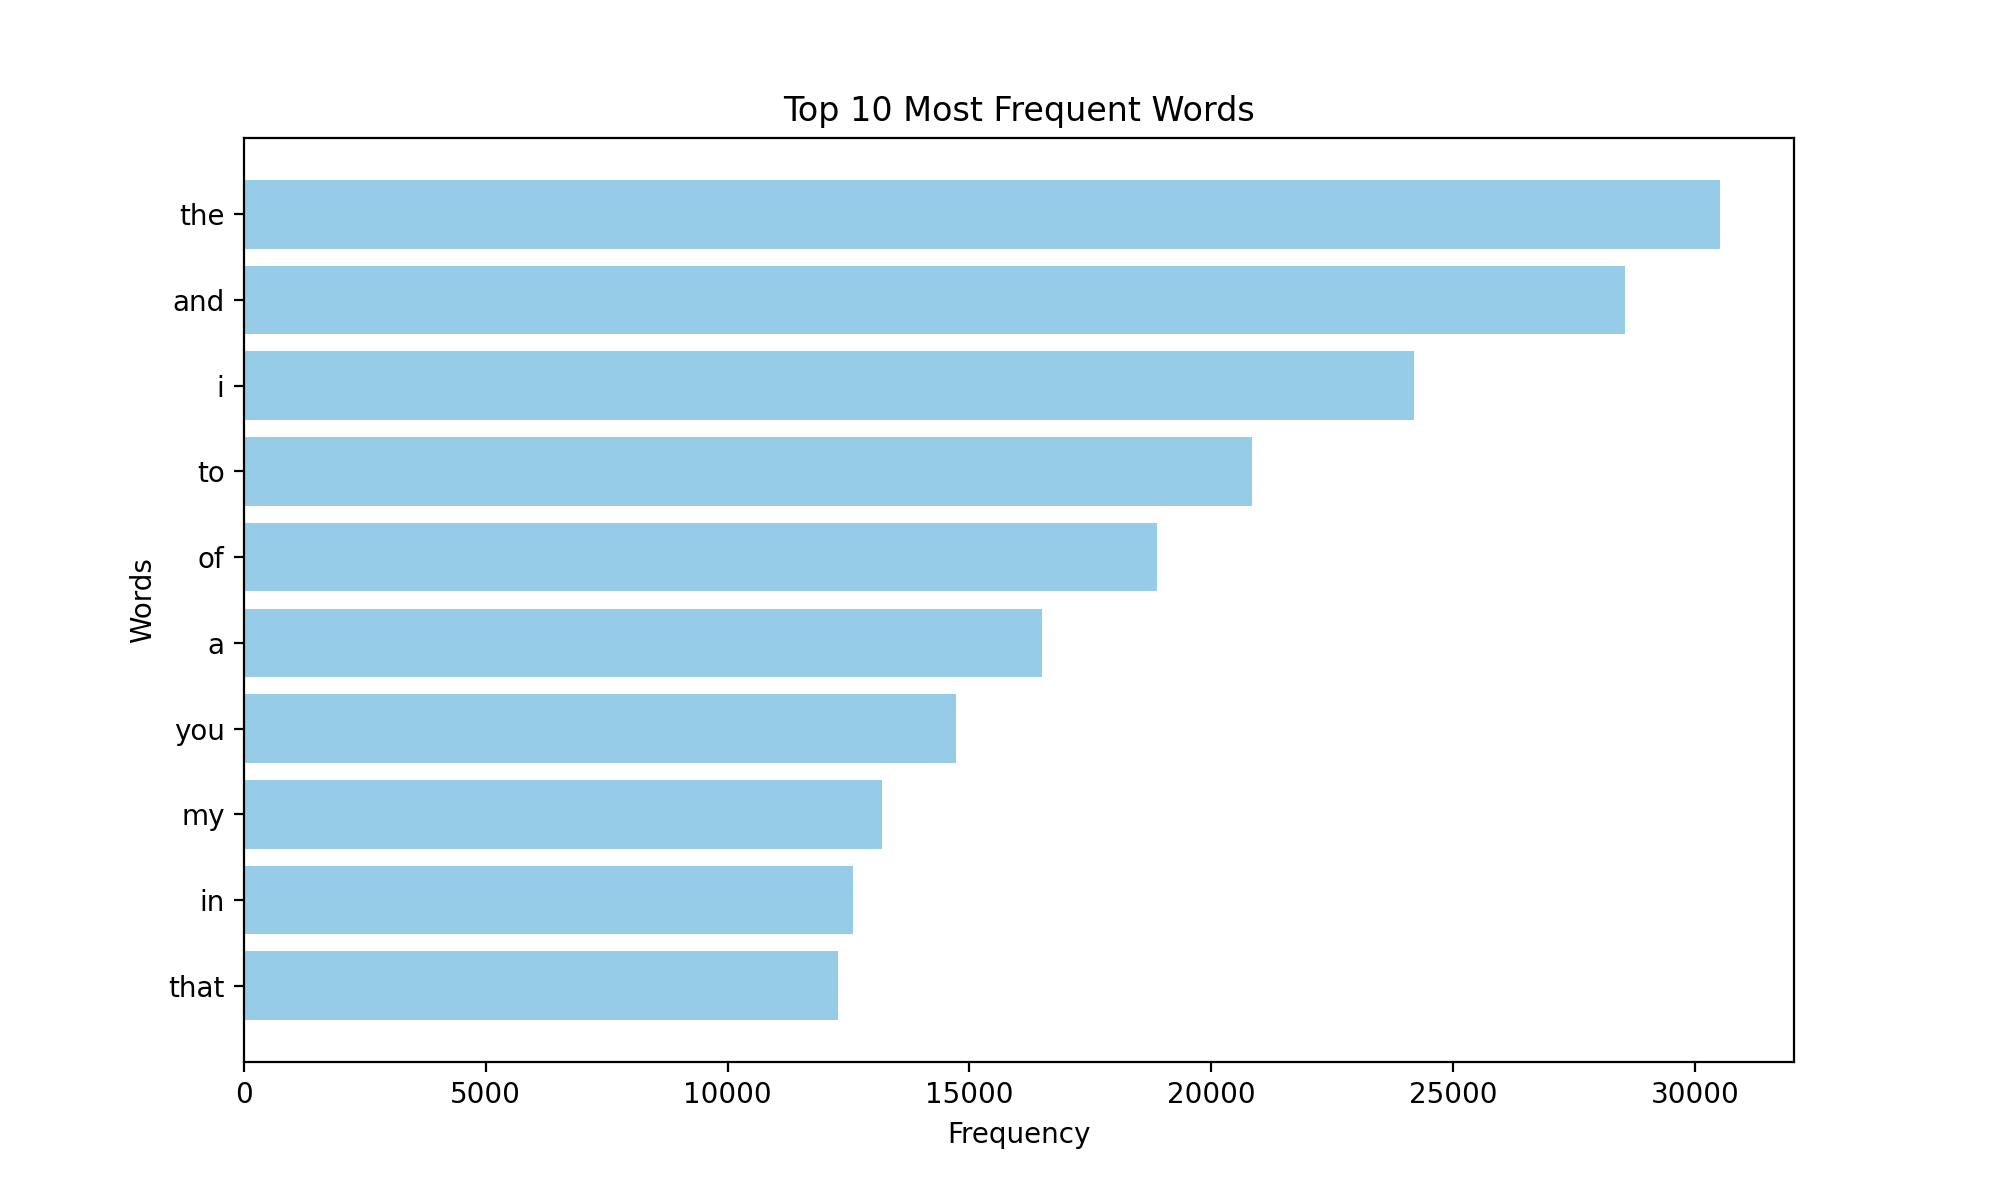 Top 10 Most Frequent Words
the
and
i
to
of
a
you
my
in
that
Words
0 5000 10000 15000 20000 25000 30000
Frequency